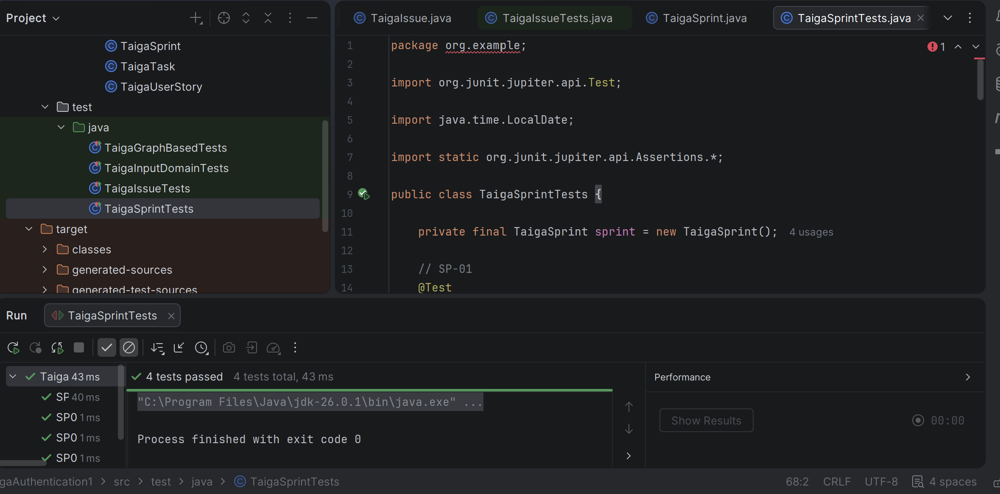 Project
TaigaSprint
TaigaTask
TaigaUserStory
test
java
TaigaGraphBasedTests
TaigaInputDomainTests
TaigaIssueTests
TaigaSprintTests
target
classes
generated-sources
generated-test-sources
TaigaIssue.java
TaigaIssueTests.java
TaigaSprint.java
TaigaSprintTests.java
1
1 package org.example;
2
3 import org.junit.jupiter.api.Test;
4
5 import java.time.LocalDate;
6
7 import static org.junit.jupiter.api.Assertions.*;
8
9 public class TaigaSprintTests {
10
11 private final TaigaSprint sprint = new TaigaSprint(); 4 usages
12
13 // SP-01
14 @Test
Run TaigaSprintTests
Taiga 43 ms
SP 40 ms
SP0 1 ms
SP0 1 ms
SP0 1 ms
4 tests passed 4 tests total, 43 ms
"C:\Program Files\Java\jdk-26.0.1\bin\java.exe" ...
Process finished with exit code 0
Performance
Show Results 00:00
gaAuthentication1 > src > test > java > TaigaSprintTests
68:2 CRLF UTF-8 4 spaces